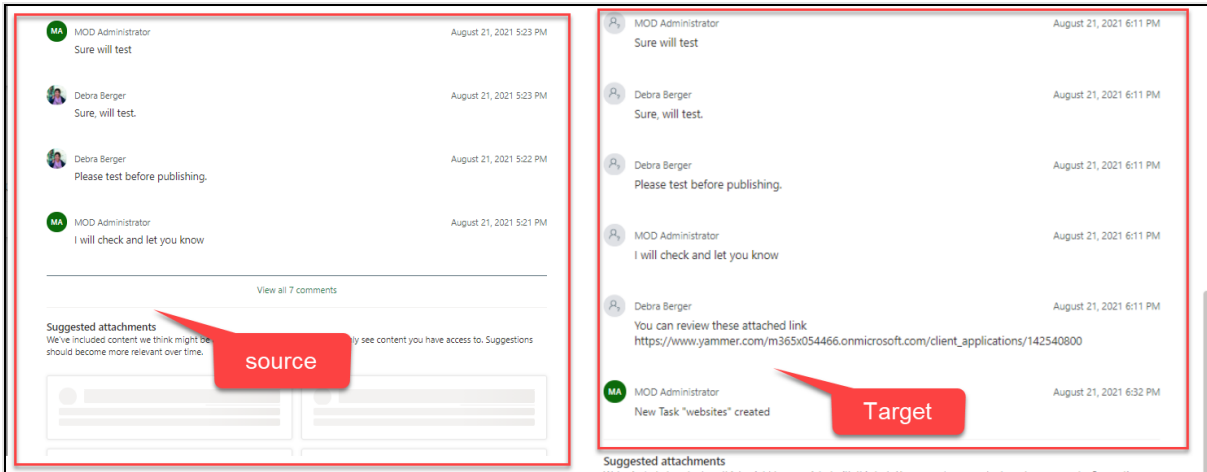 MA MOD Administrator August 21, 2021 5:23 PM
Sure will test
Debra Berger August 21, 2021 5:23 PM
Sure, will test.
Debra Berger August 21, 2021 5:22 PM
Please test before publishing.
MA MOD Administrator August 21, 2021 5:21 PM
I will check and let you know
View all 7 comments
Suggested attachments
We've included content we think might be ly see content you have access to. Suggestions
should become more relevant over time.
source
MOD Administrator August 21, 2021 6:11 PM
Sure will test
Debra Berger August 21, 2021 6:11 PM
Sure, will test.
Debra Berger August 21, 2021 6:11 PM
Please test before publishing.
MOD Administrator August 21, 2021 6:11 PM
I will check and let you know
Debra Berger August 21, 2021 6:11 PM
You can review these attached link
https://www.yammer.com/m365x054466.onmicrosoft.com/client_applications/142540800
MA MOD Administrator August 21, 2021 6:32 PM
New Task "websites" created
Target
Suggested attachments